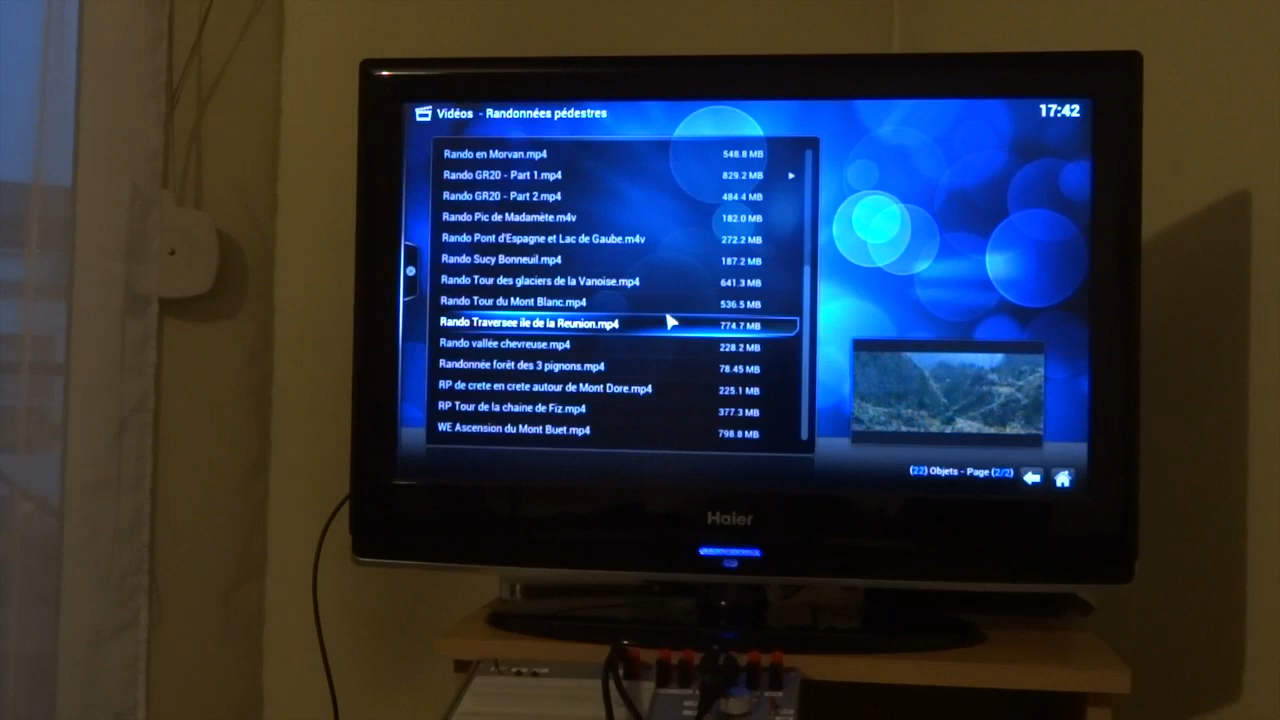 Vidéos - Randonnées pédestres
17:42
Rando en Morvan.mp4 548.8 MB
Rando GR20 - Part 1.mp4 829.2 MB
Rando GR20 - Part 2.mp4 484.4 MB
Rando Pic de Madamète.m4v 182.0 MB
Rando Pont d'Espagne et Lac de Gaube.m4v 272.2 MB
Rando Sucy Bonneuil.mp4 187.2 MB
Rando Tour des glaciers de la Vanoise.mp4 641.3 MB
Rando Tour du Mont Blanc.mp4 536.5 MB
Rando Traversee ile de la Reunion.mp4 774.7 MB
Rando vallée chevreuse.mp4 228.2 MB
Randonnée forêt des 3 pignons.mp4 78.45 MB
RP de crete en crete autour de Mont Dore.mp4 225.1 MB
RP Tour de la chaine de Fiz.mp4 377.3 MB
WE Ascension du Mont Buet.mp4 798.8 MB
(22) Objets - Page (2/2)
Haier